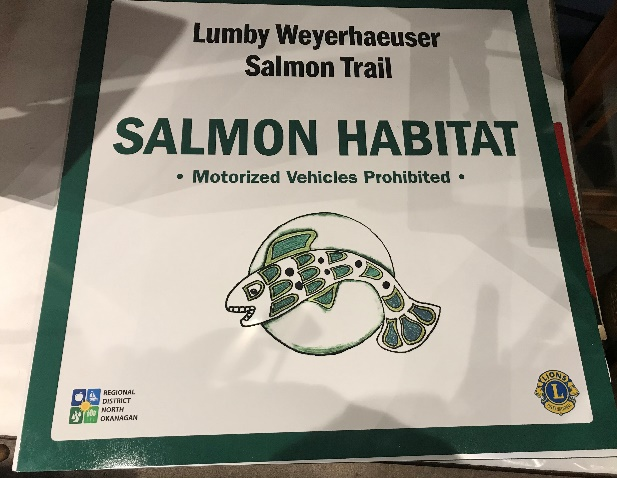 Lumby Weyerhaeuser
Salmon Trail
SALMON HABITAT
• Motorized Vehicles Prohibited •
REGIONAL
DISTRICT
NORTH
OKANAGAN
LIONS
L